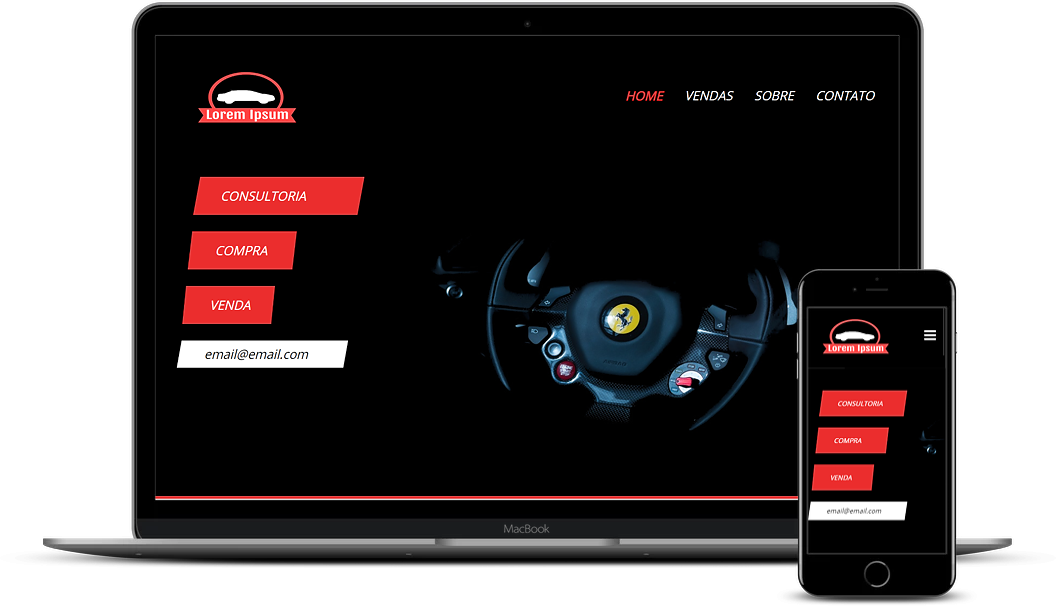 Lorem Ipsum
HOME VENDAS SOBRE CONTATO
CONSULTORIA
COMPRA
VENDA
email@email.com
MacBook
Lorem Ipsum
CONSULTORIA
COMPRA
VENDA
email@email.com